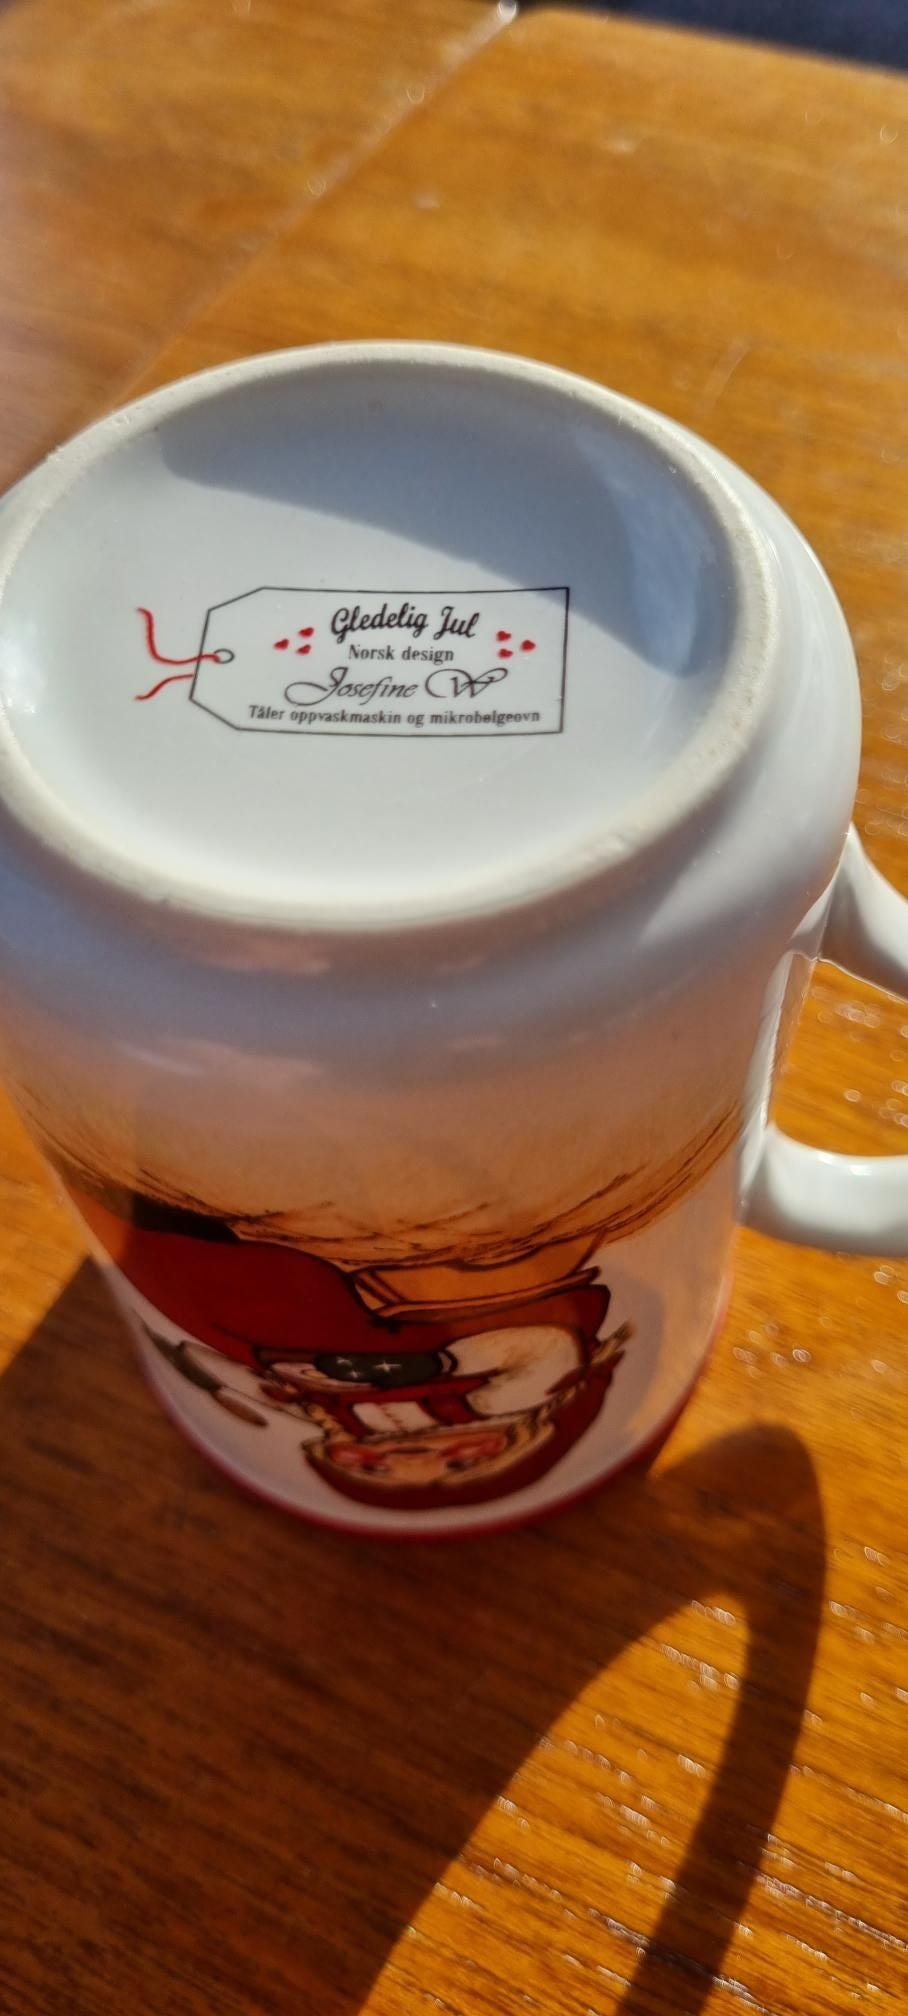 Gledelig Jul
Norsk design
Josefine W
Tåler oppvaskmaskin og mikrobølgeovn